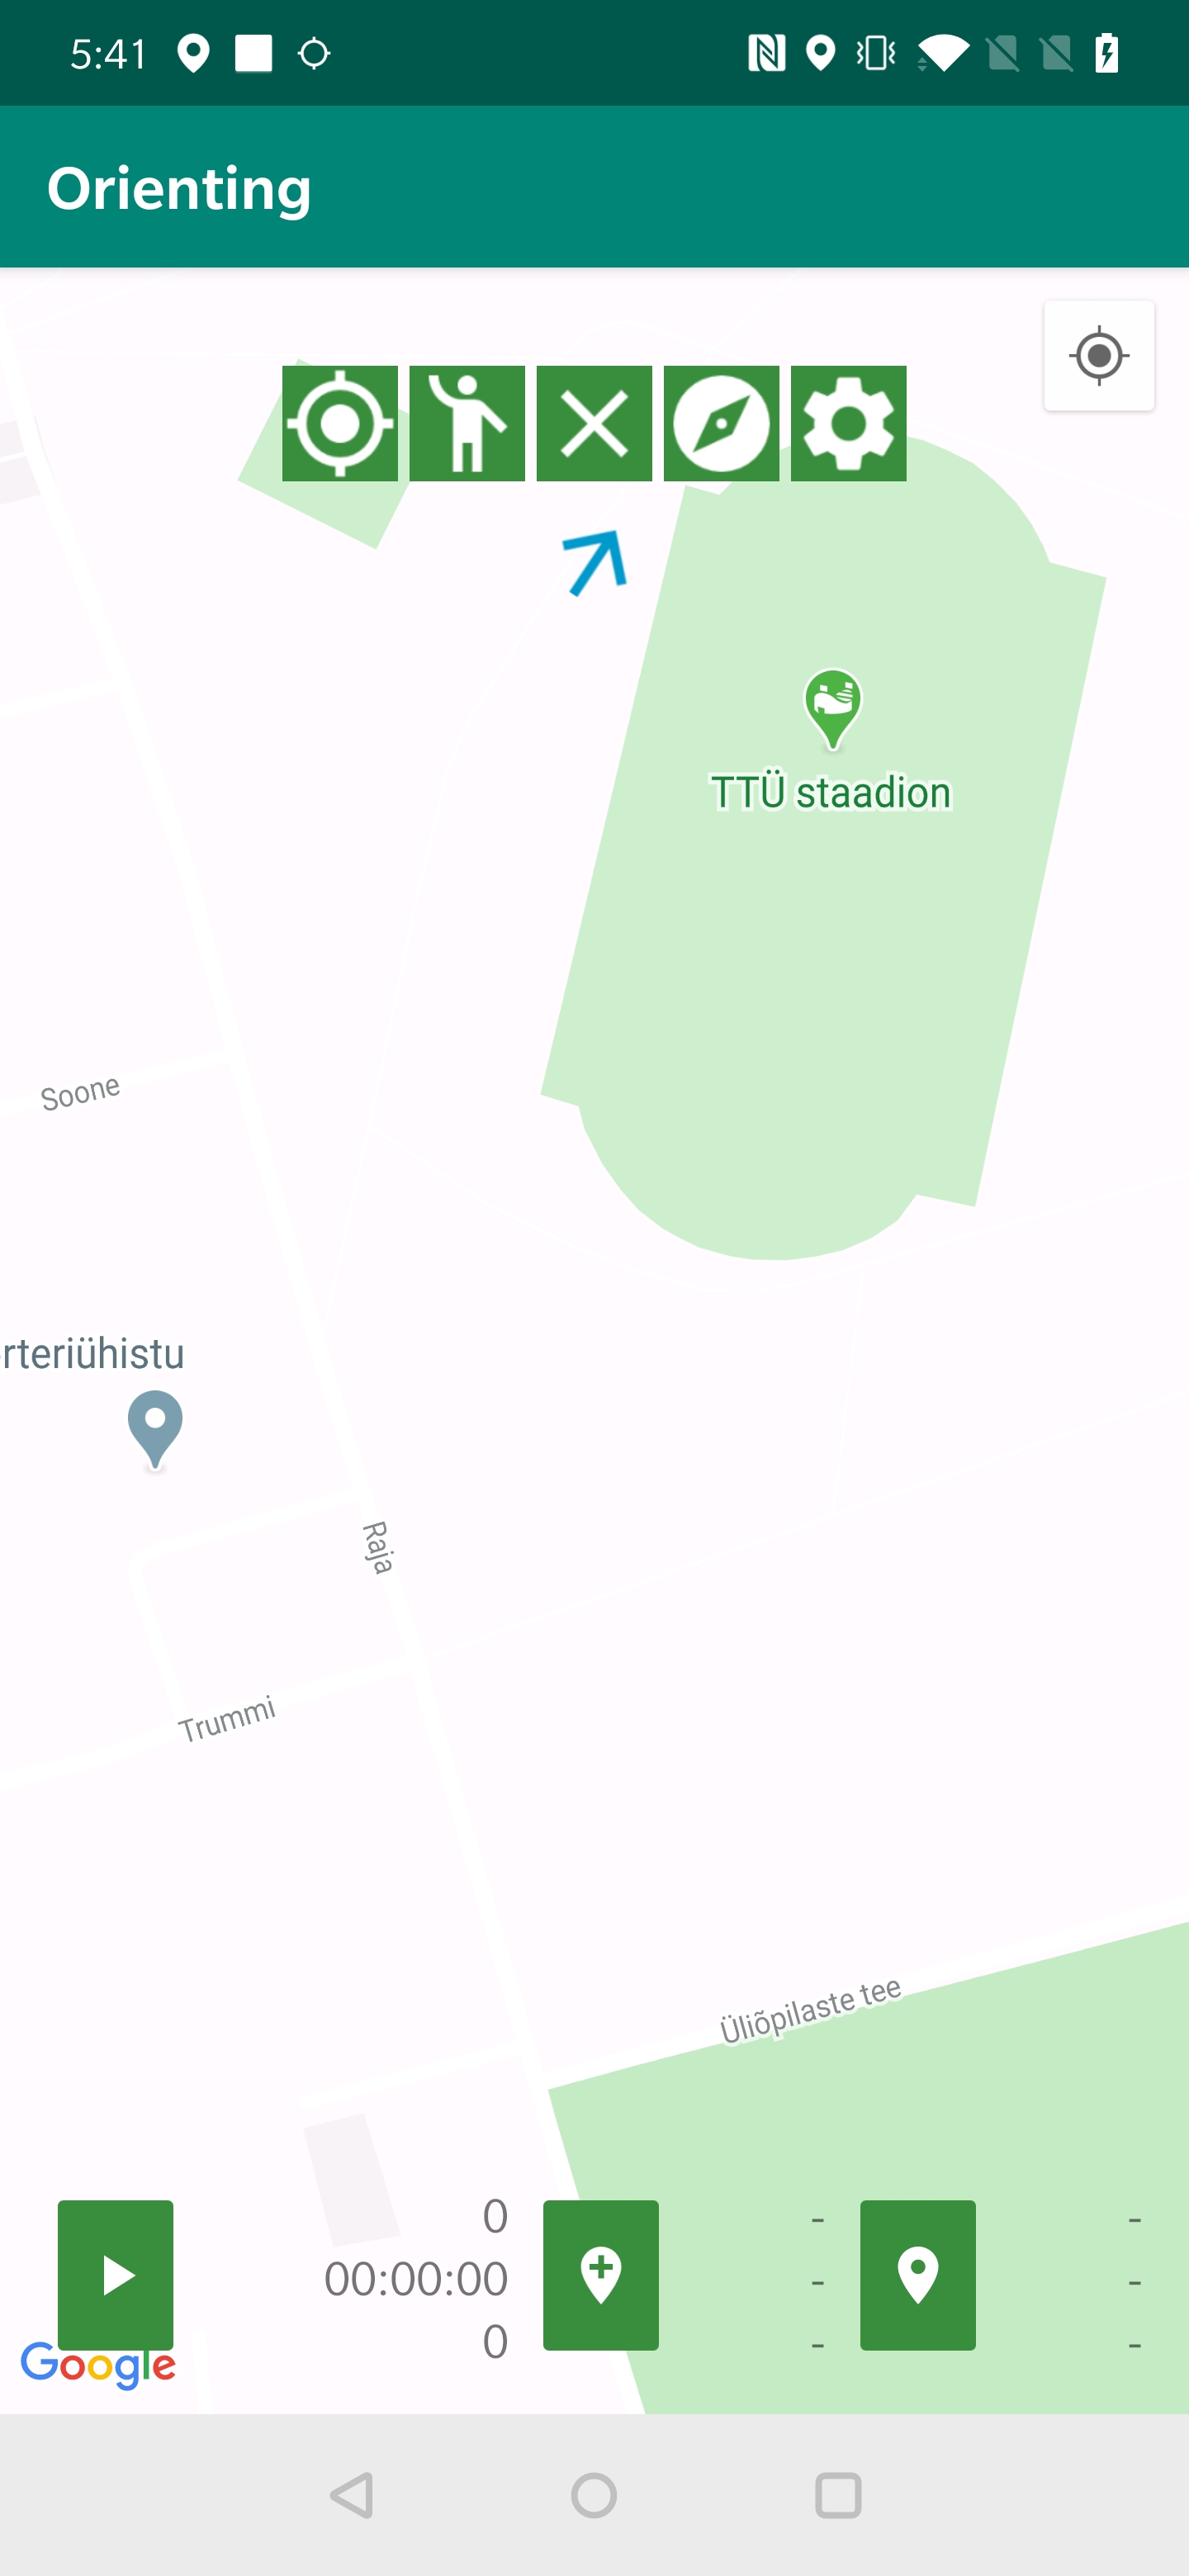 5:41
Orienting
TTÜ staadion
Soone
rteriühistu
Raja
Trummi
Üliõpilaste tee
0 - -
00:00:00 - -
0 - -
Google